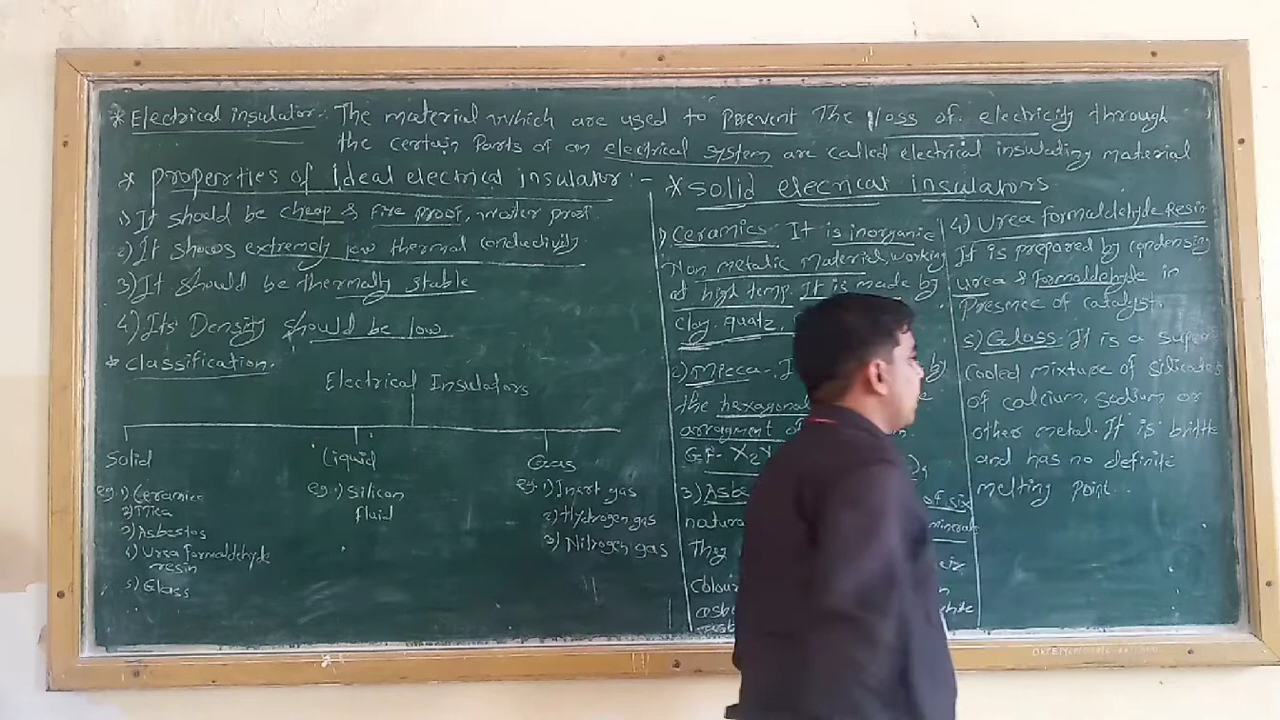 * Electrical insulator:- The material which are used to prevent The loss of electricity through
the certain Parts of an electrical system are called electrical insulating material
* properties of ideal electrical insulator :-
1) It should be cheap & fire proof, water proof.
2) It shows extremely low thermal conductivity
3) It should be thermally stable
4) Its Density should be low
* classification.
Electrical Insulators
Solid
eg. 1) Ceramics
2) Mica
3) Asbestos
4) Urea formaldehyde
resin
5) Glass
Liquid
eg. 1) Silicon
fluid
Gas
eg. 1) Inert gas
2) Hydrogen gas
3) Nitrogen gas
* Solid elecrical insulators
1) Ceramics: It is inorganic
Non metalic material, working
at high temp. It is made by
clay, quatz,
2) Micca-
the hexagonal
arragment of
G.F-
3)
natura
minerals
They
Colour
4) Urea formaldehyde Resin
It is prepared by condensing
urea & formaldehyde in
Presence of catalyst.
5) Glass: It is a super
cooled mixture of silicates
of calcium, sodium or
other metal. It is brittle
and has no definite
melting point..